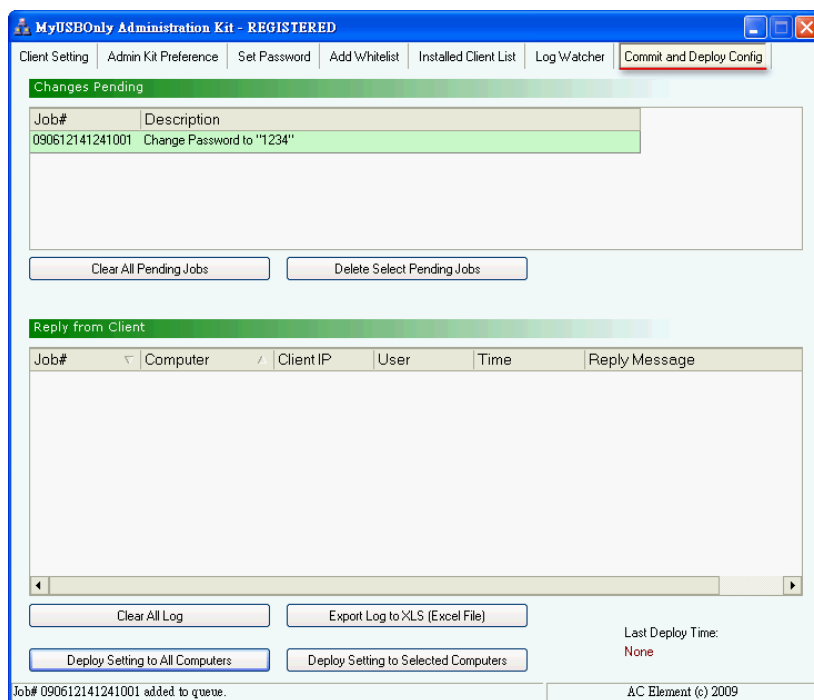 MyUSBOnly Administration Kit - REGISTERED
Client Setting Admin Kit Preference Set Password Add Whitelist Installed Client List Log Watcher Commit and Deploy Config
Changes Pending
Job# Description
090612141241001 Change Password to "1234"
Clear All Pending Jobs Delete Select Pending Jobs
Reply from Client
Job# Computer Client IP User Time Reply Message
Clear All Log Export Log to XLS (Excel File)
Last Deploy Time:
None
Deploy Setting to All Computers Deploy Setting to Selected Computers
Job# 090612141241001 added to queue. AC Element (c) 2009